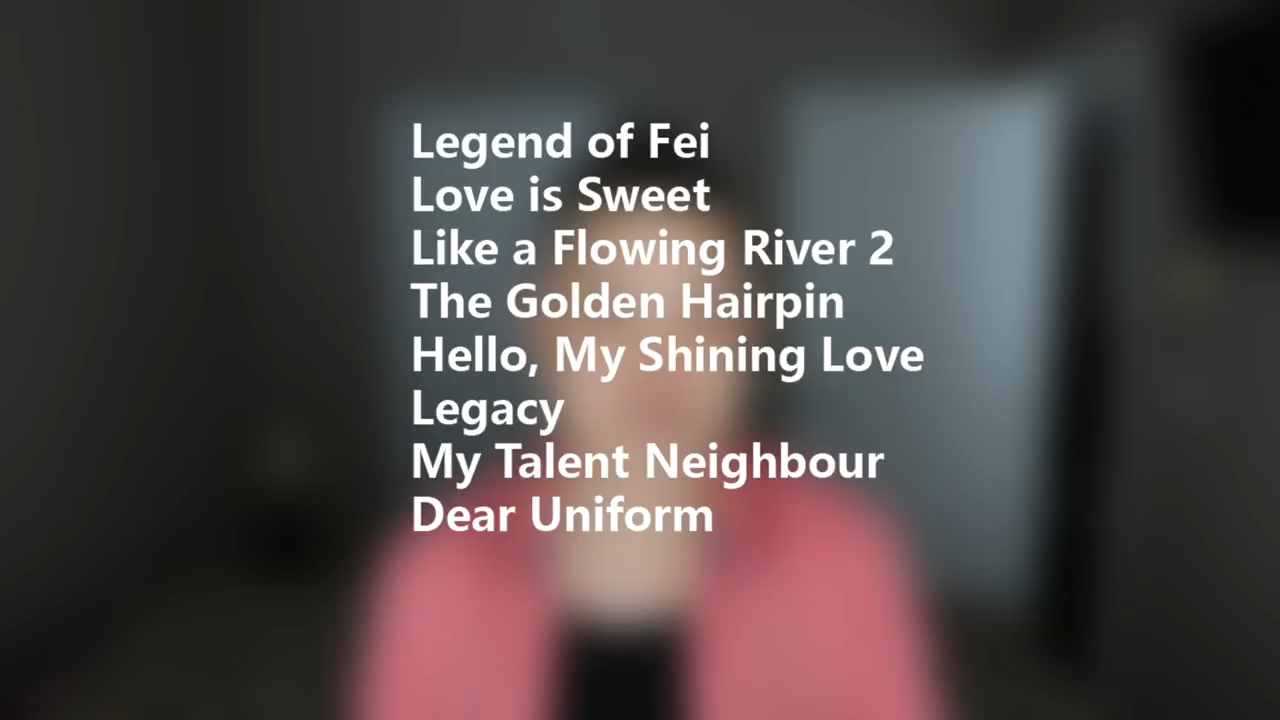 Legend of Fei
Love is Sweet
Like a Flowing River 2
The Golden Hairpin
Hello, My Shining Love
Legacy
My Talent Neighbour
Dear Uniform